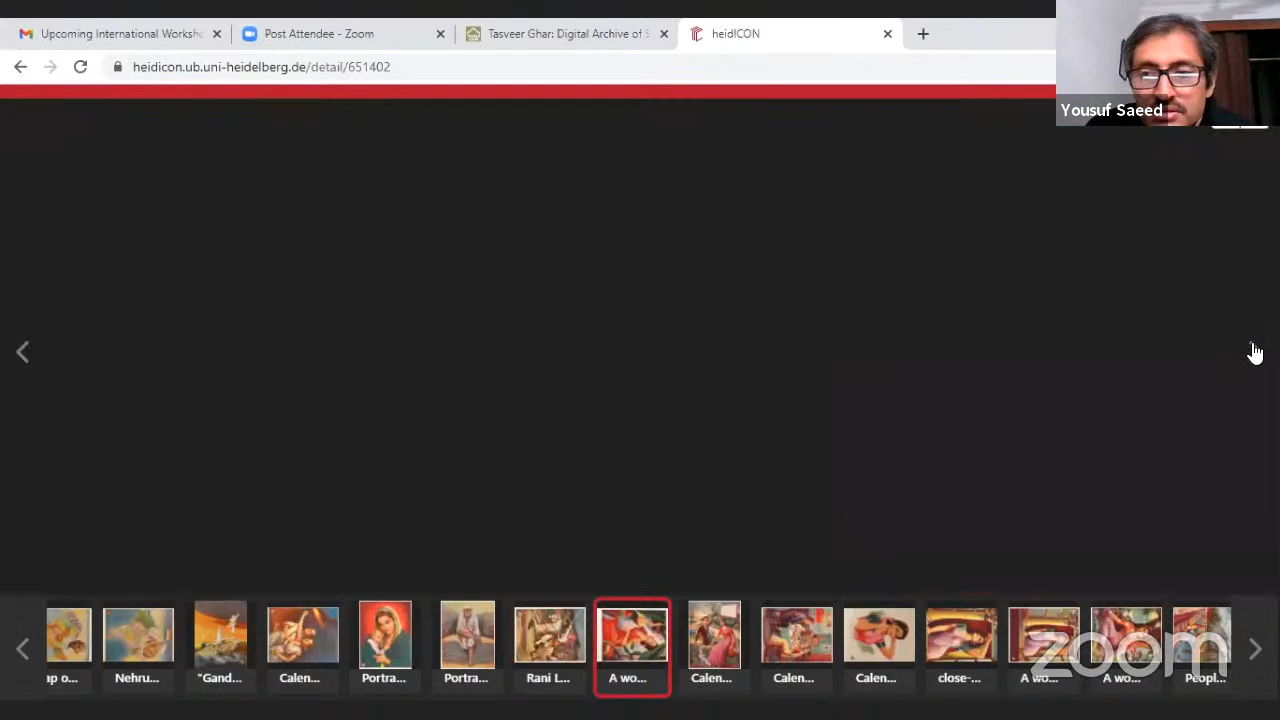 Upcoming International Worksh
Post Attendee - Zoom
Tasveer Ghar: Digital Archive of S
heidICON
heidicon.ub.uni-heidelberg.de/detail/651402
Yousuf Saeed
ap o...
Nehru...
"Gand...
Calen...
Portra...
Portra...
Rani L...
A wo...
Calen...
Calen...
Calen...
close-...
A wo...
A wo...
Peopl...
zoom